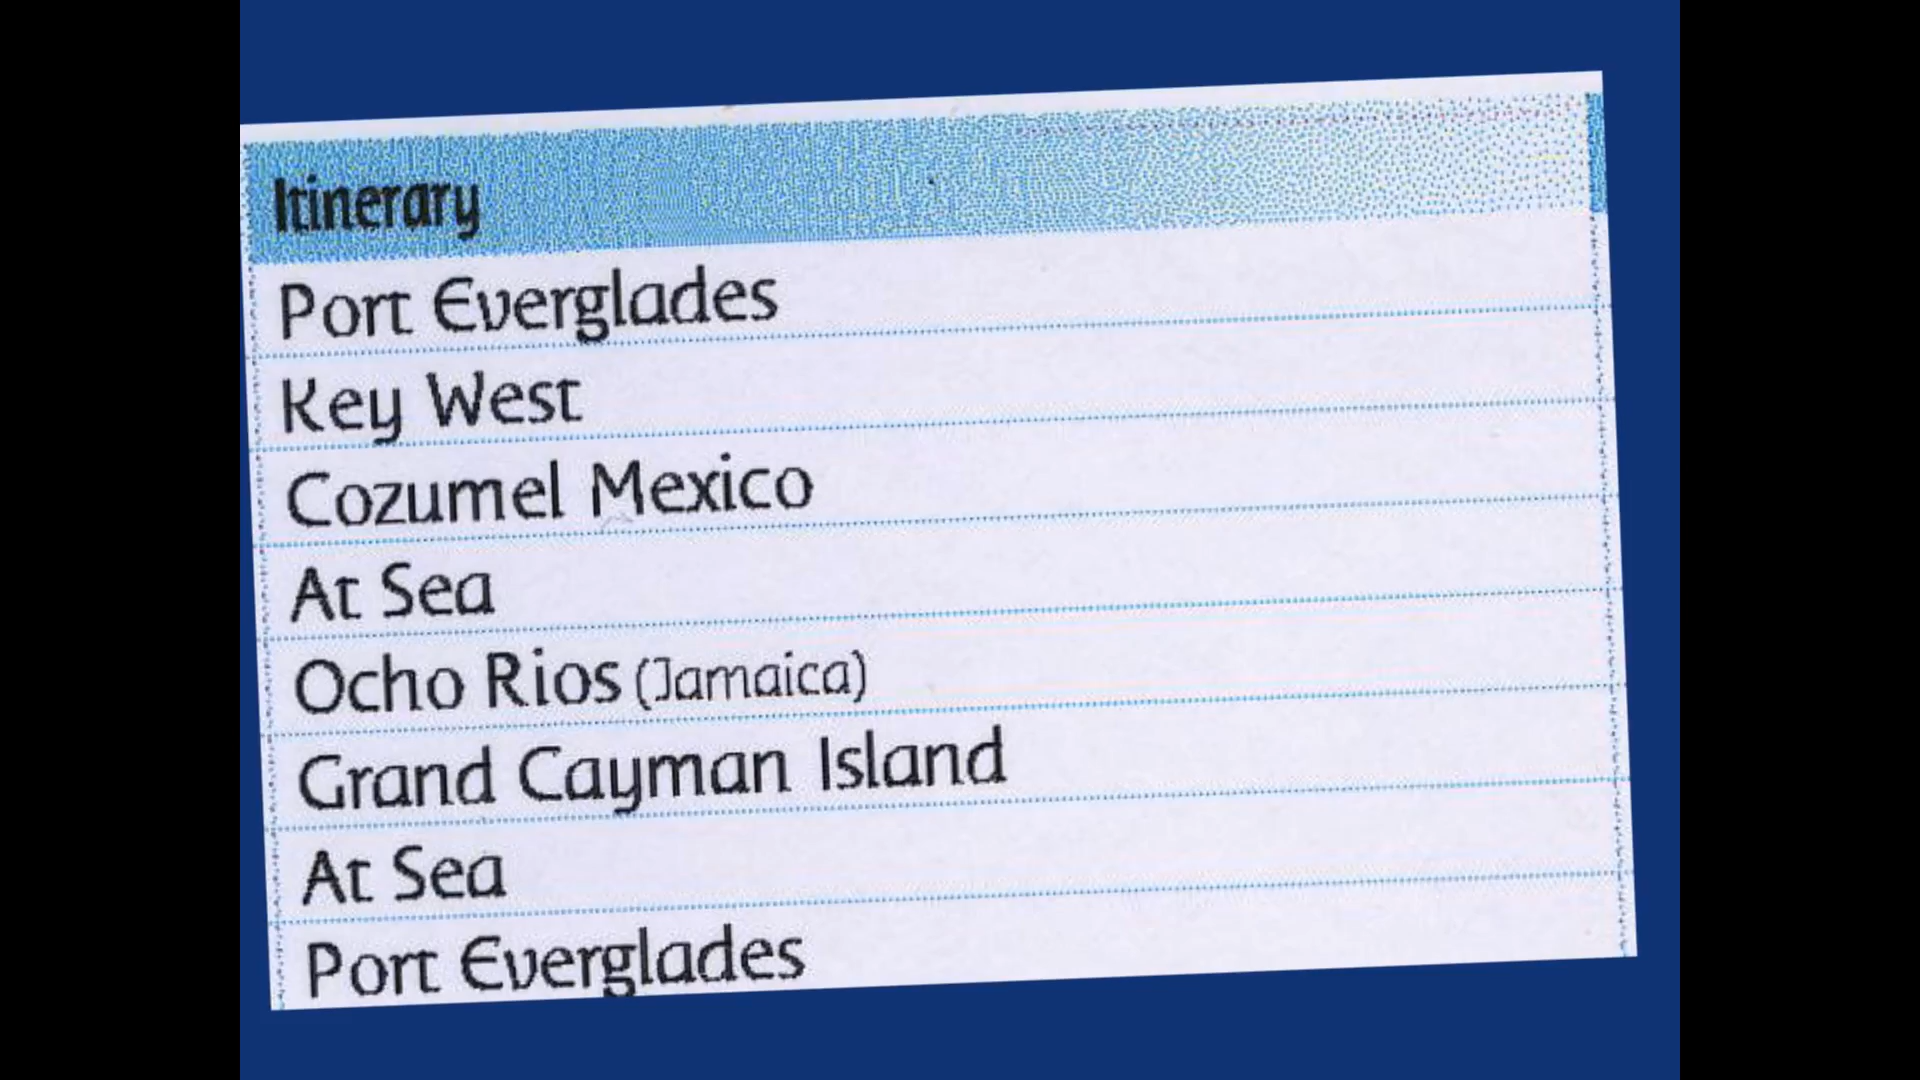 Itinerary
Port Everglades
Key West
Cozumel Mexico
At Sea
Ocho Rios (Jamaica)
Grand Cayman Island
At Sea
Port Everglades